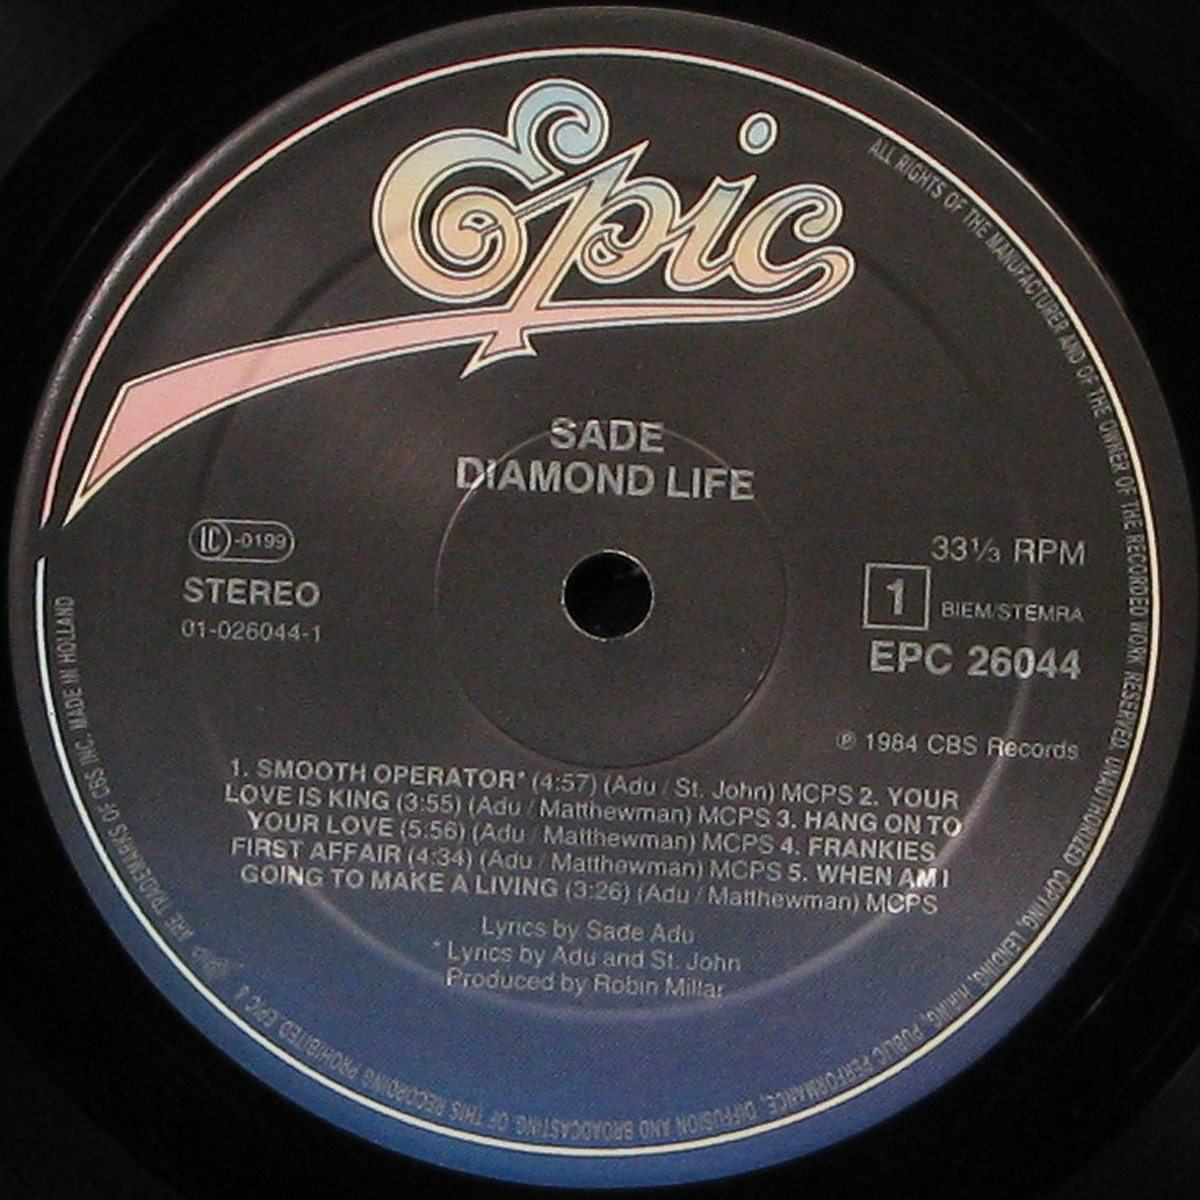 Epic
SADE
DIAMOND LIFE
LC -0199
STEREO
01-026044-1
33⅓ RPM
1 BIEM/STEMRA
EPC 26044
℗ 1984 CBS Records
1. SMOOTH OPERATOR* (4:57) (Adu / St. John) MCPS 2. YOUR
LOVE IS KING (3:55) (Adu / Matthewman) MCPS 3. HANG ON TO
YOUR LOVE (5:56) (Adu / Matthewman) MCPS 4. FRANKIES
FIRST AFFAIR (4:34) (Adu / Matthewman) MCPS 5. WHEN AM I
GOING TO MAKE A LIVING (3:26) (Adu / Matthewman) MCPS
Lyrics by Sade Adu
* Lyrics by Adu and St. John
Produced by Robin Millar
ALL RIGHTS OF THE MANUFACTURER AND OF THE OWNER OF THE RECORDED WORK RESERVED. UNAUTHORIZED COPYING, LENDING, HIRING, PUBLIC PERFORMANCE, DIFFUSION AND BROADCASTING OF THIS RECORDING PROHIBITED. EPIC & ARE TRADEMARKS OF CBS INC. MADE IN HOLLAND